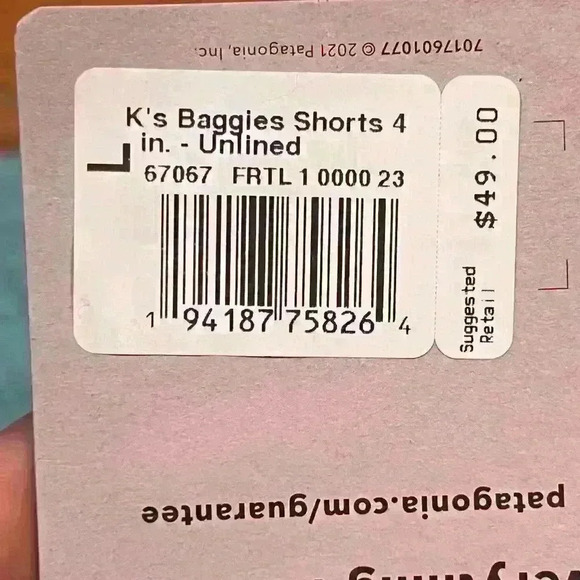 7017601077 © 2021 Patagonia, Inc.
K's Baggies Shorts 4
in. - Unlined
L
67067 FRTL 1 0000 23
1 94187 75826 4
Suggested
Retail
$49.00
patagonia.com/guarantee